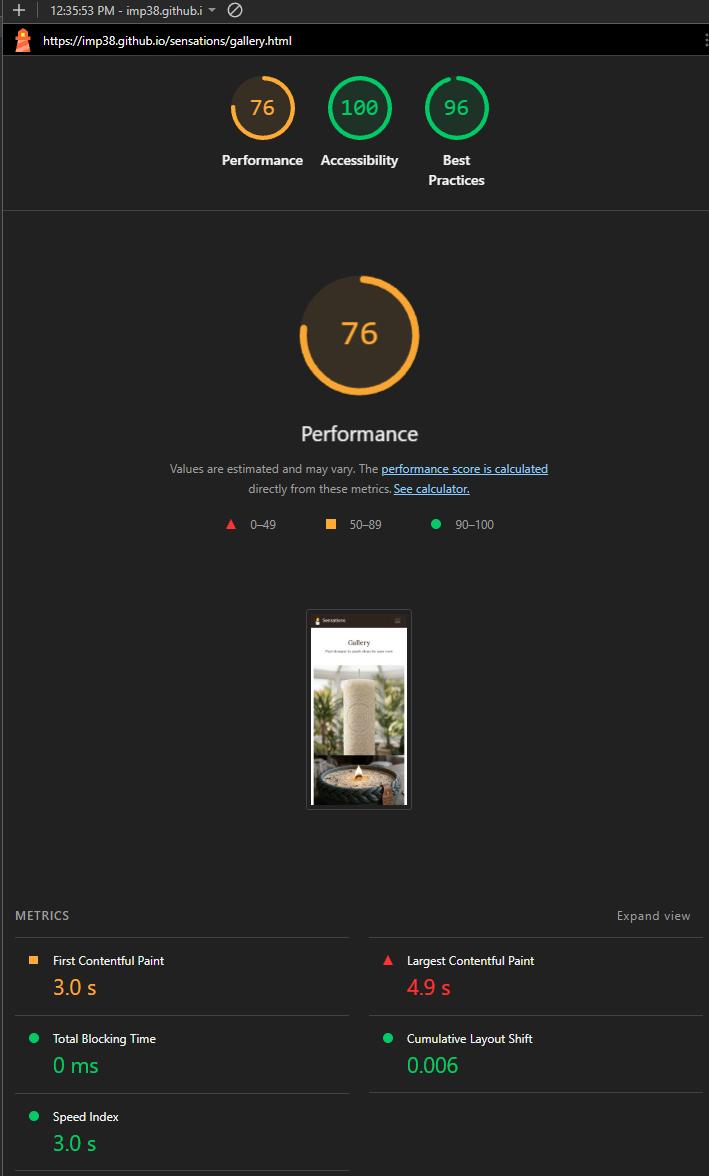 12:35:53 PM - imp38.github.i
https://imp38.github.io/sensations/gallery.html
76
100
96
Performance
Accessibility
Best
Practices
76
Performance
Values are estimated and may vary. The performance score is calculated
directly from these metrics. See calculator.
0–49
50–89
90–100
Sensations
Gallery
METRICS
Expand view
First Contentful Paint
3.0 s
Largest Contentful Paint
4.9 s
Total Blocking Time
0 ms
Cumulative Layout Shift
0.006
Speed Index
3.0 s